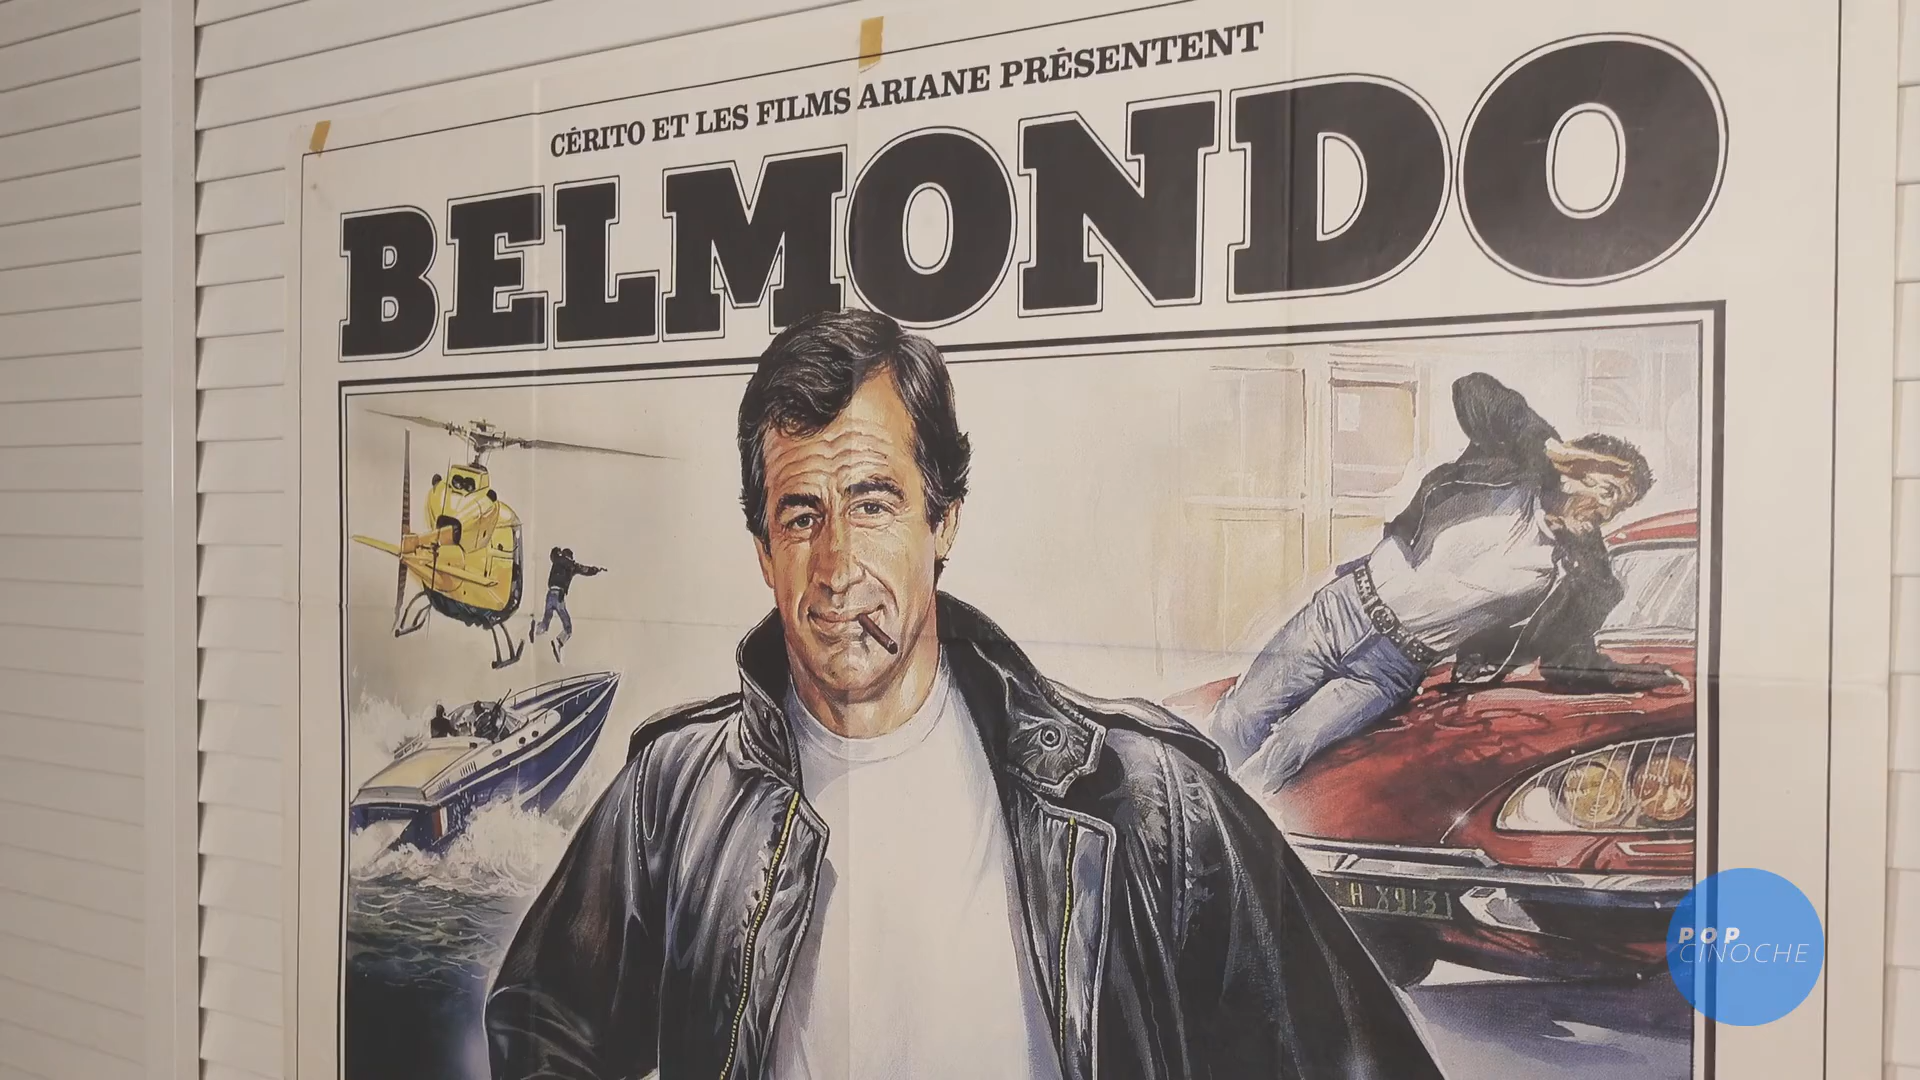 CÉRITO ET LES FILMS ARIANE PRÉSENTENT
BELMONDO
POP
CINOCHE